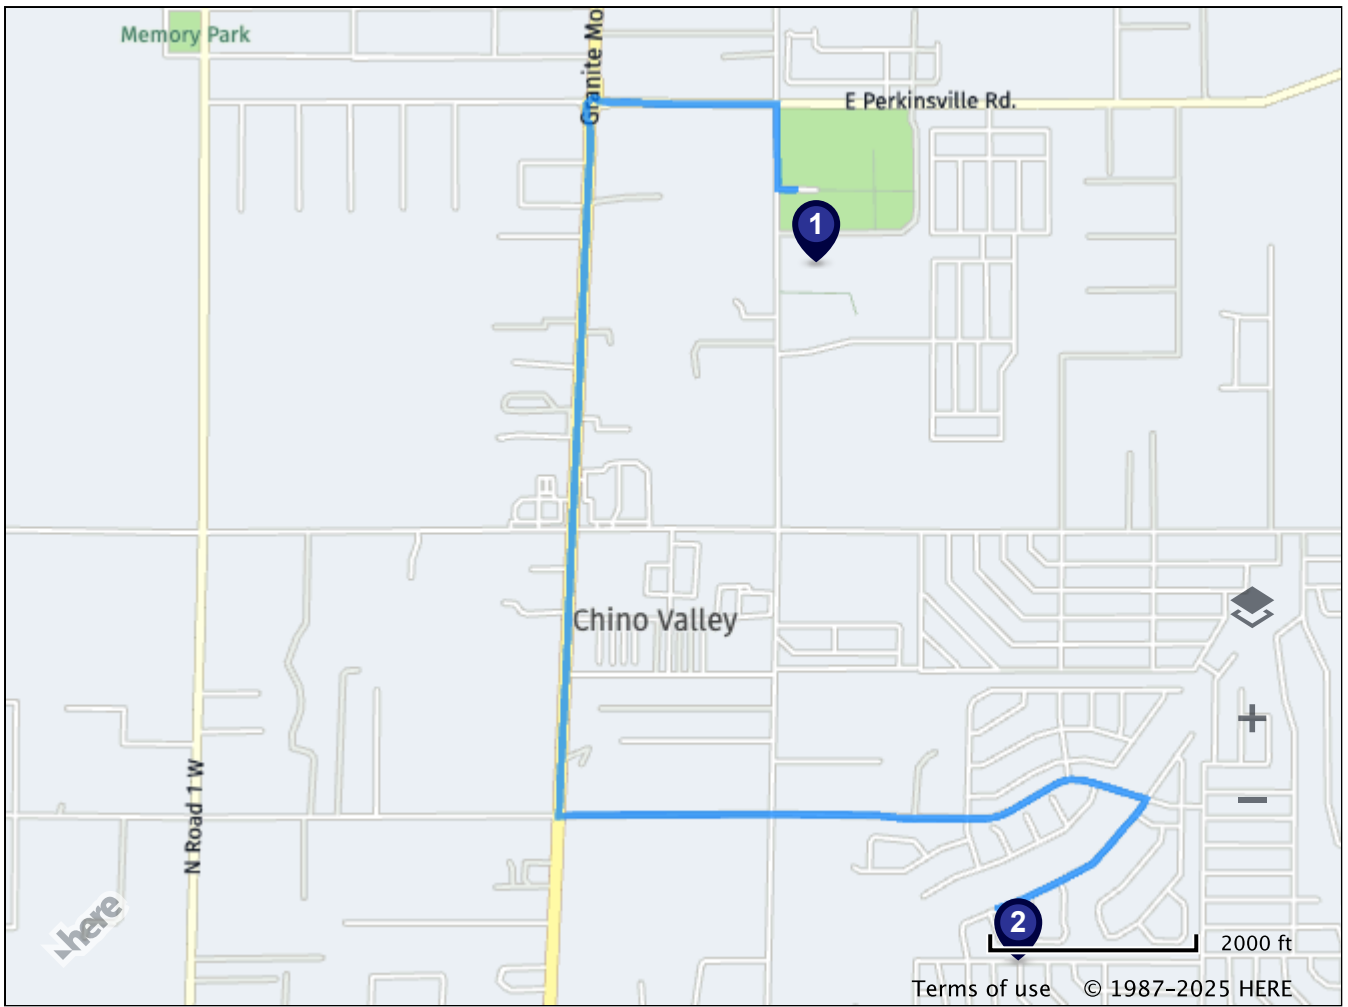 Memory Park
Granite Mo
E Perkinsville Rd.
1
Chino Valley
N Road 1 W
here
2
2000 ft
Terms of use © 1987–2025 HERE